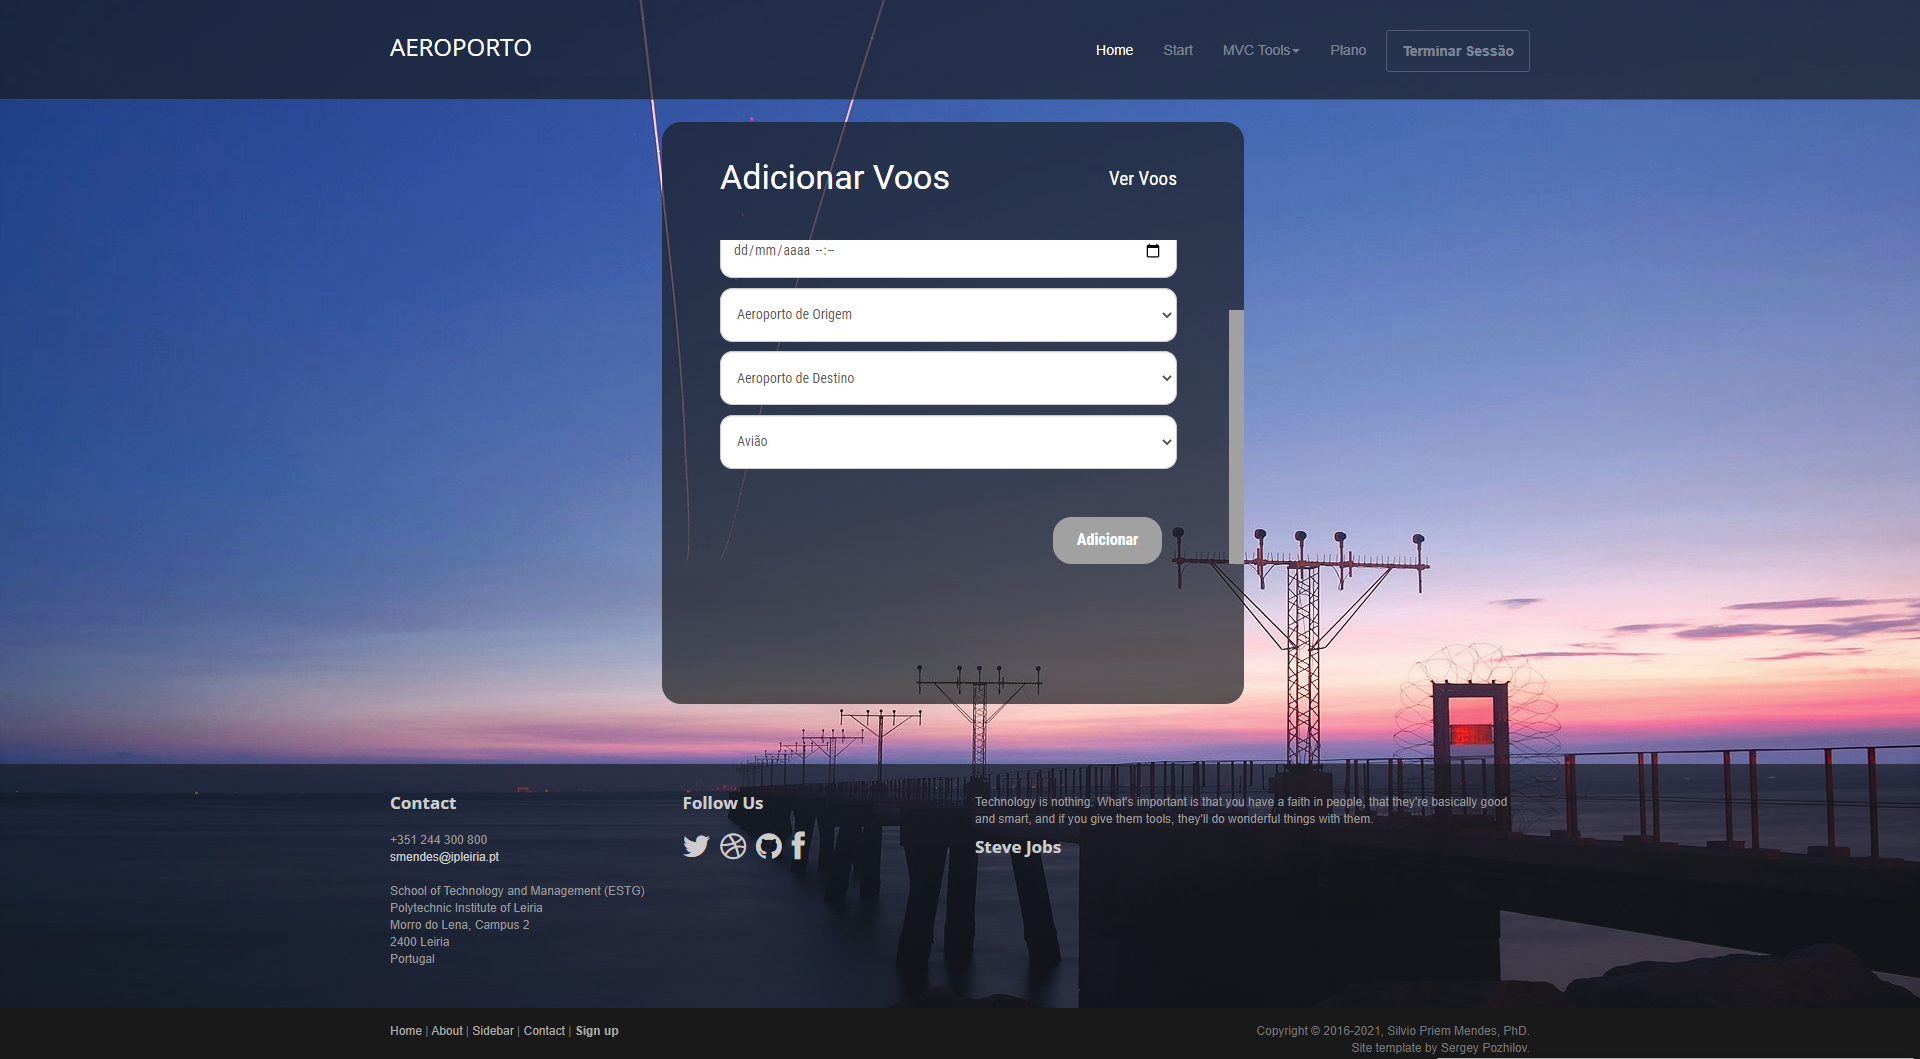 AEROPORTO
Home
Start
MVC Tools
Plano
Terminar Sessão
Adicionar Voos
Ver Voos
dd/mm/aaaa --:--
Aeroporto de Origem
Aeroporto de Destino
Avião
Adicionar
Contact
+351 244 300 800
smendes@ipleiria.pt
School of Technology and Management (ESTG)
Polytechnic Institute of Leiria
Morro do Lena, Campus 2
2400 Leiria
Portugal
Follow Us
Technology is nothing. What's important is that you have a faith in people, that they're basically good
and smart, and if you give them tools, they'll do wonderful things with them.
Steve Jobs
Home | About | Sidebar | Contact | Sign up
Copyright © 2016-2021, Silvio Priem Mendes, PhD.
Site template by Sergey Pozhilov.